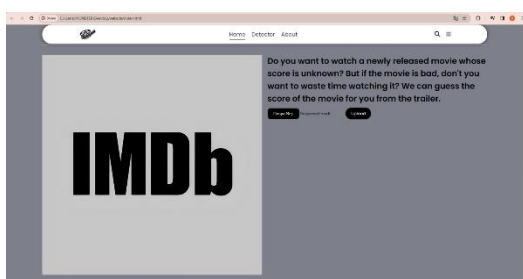 Home Detector About
Do you want to watch a newly released movie whose
score is unknown? But if the movie is bad, don't you
want to waste time watching it? We can guess the
score of the movie for you from the trailer.
Upload
IMDb